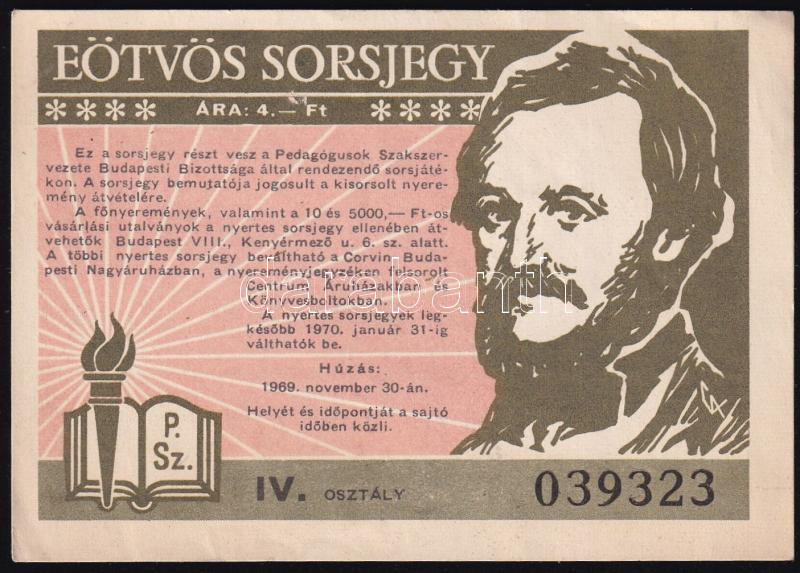 EÖTVÖS SORSJEGY
**** ÁRA: 4.— Ft ****
Ez a sorsjegy részt vesz a Pedagógusok Szakszer-
vezete Budapesti Bizottsága által rendezendő sorsjáté-
kon. A sorsjegy bemutatója jogosult a kisorsolt nyere-
mény átvételére.
A főnyeremények, valamint a 10 és 5000,— Ft-os
vásárlási utalványok a nyertes sorsjegy ellenében át-
vehetők Budapest VIII., Kenyérmező u. 6. sz. alatt.
A többi nyertes sorsjegy beváltható a Corvin Buda-
pesti Nagyáruházban, a nyereményjegyzéken felsorolt
Centrum Áruházakban és
Könyvesboltokban.
A nyertes sorsjegyek leg-
később 1970. január 31-ig
válthatók be.
Húzás:
1969. november 30-án.
Helyét és időpontját a sajtó
időben közli.
P.
Sz.
IV. OSZTÁLY
039323
darabanth